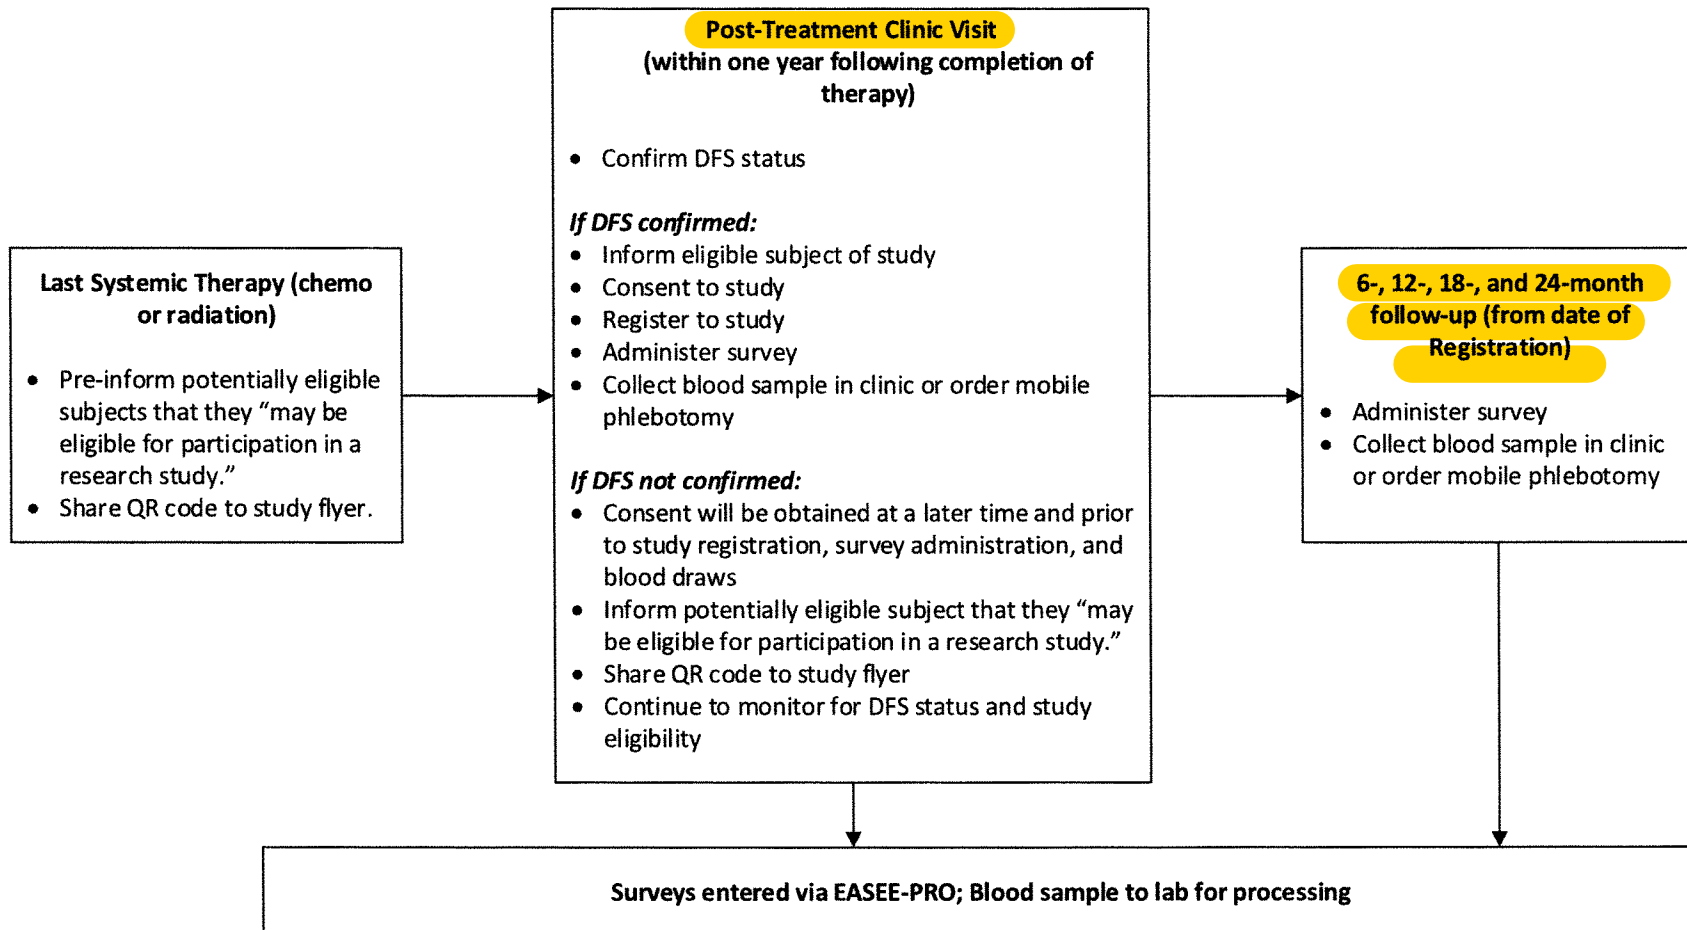 Last Systemic Therapy (chemo
or radiation)
• Pre-inform potentially eligible
subjects that they “may be
eligible for participation in a
research study.”
• Share QR code to study flyer.
Post-Treatment Clinic Visit
(within one year following completion of
therapy)
• Confirm DFS status
If DFS confirmed:
• Inform eligible subject of study
• Consent to study
• Register to study
• Administer survey
• Collect blood sample in clinic or order mobile
phlebotomy
If DFS not confirmed:
• Consent will be obtained at a later time and prior
to study registration, survey administration, and
blood draws
• Inform potentially eligible subject that they “may
be eligible for participation in a research study.”
• Share QR code to study flyer
• Continue to monitor for DFS status and study
eligibility
6-, 12-, 18-, and 24-month
follow-up (from date of
Registration)
• Administer survey
• Collect blood sample in clinic
or order mobile phlebotomy
Surveys entered via EASEE-PRO; Blood sample to lab for processing